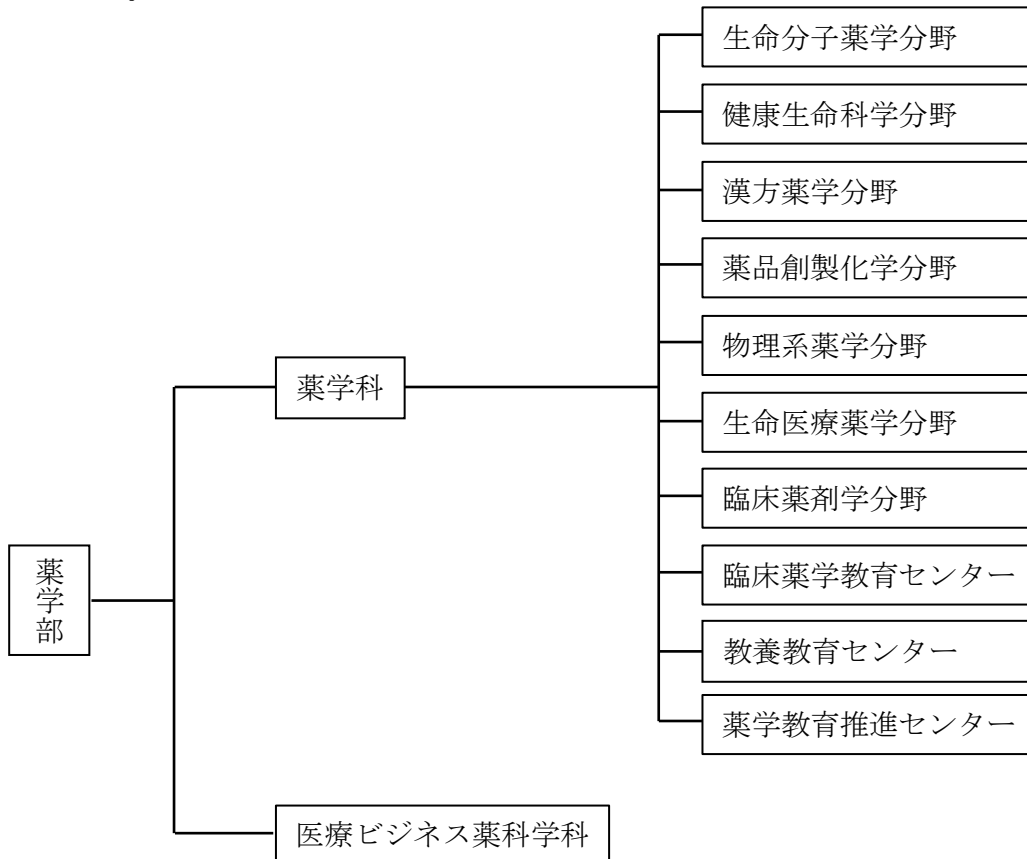 薬学部
薬学科
生命分子薬学分野
健康生命科学分野
漢方薬学分野
薬品創製化学分野
物理系薬学分野
生命医療薬学分野
臨床薬剤学分野
臨床薬学教育センター
教養教育センター
薬学教育推進センター
医療ビジネス薬科学科